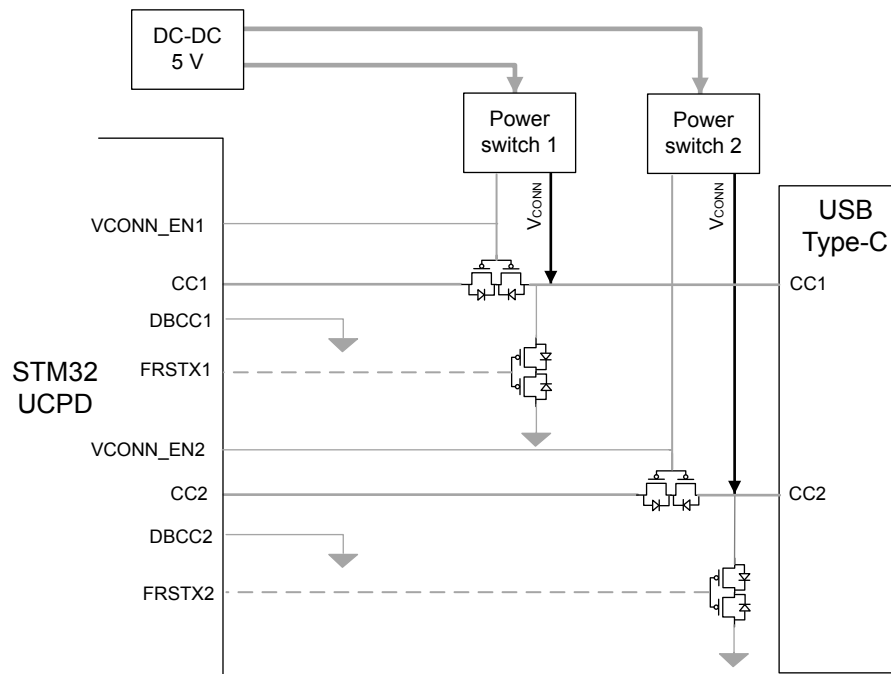 DC-DC
5 V
Power
switch 1
Power
switch 2
VCONN
VCONN
USB
Type-C
VCONN_EN1
CC1
CC1
DBCC1
FRSTX1
STM32
UCPD
VCONN_EN2
CC2
CC2
DBCC2
FRSTX2